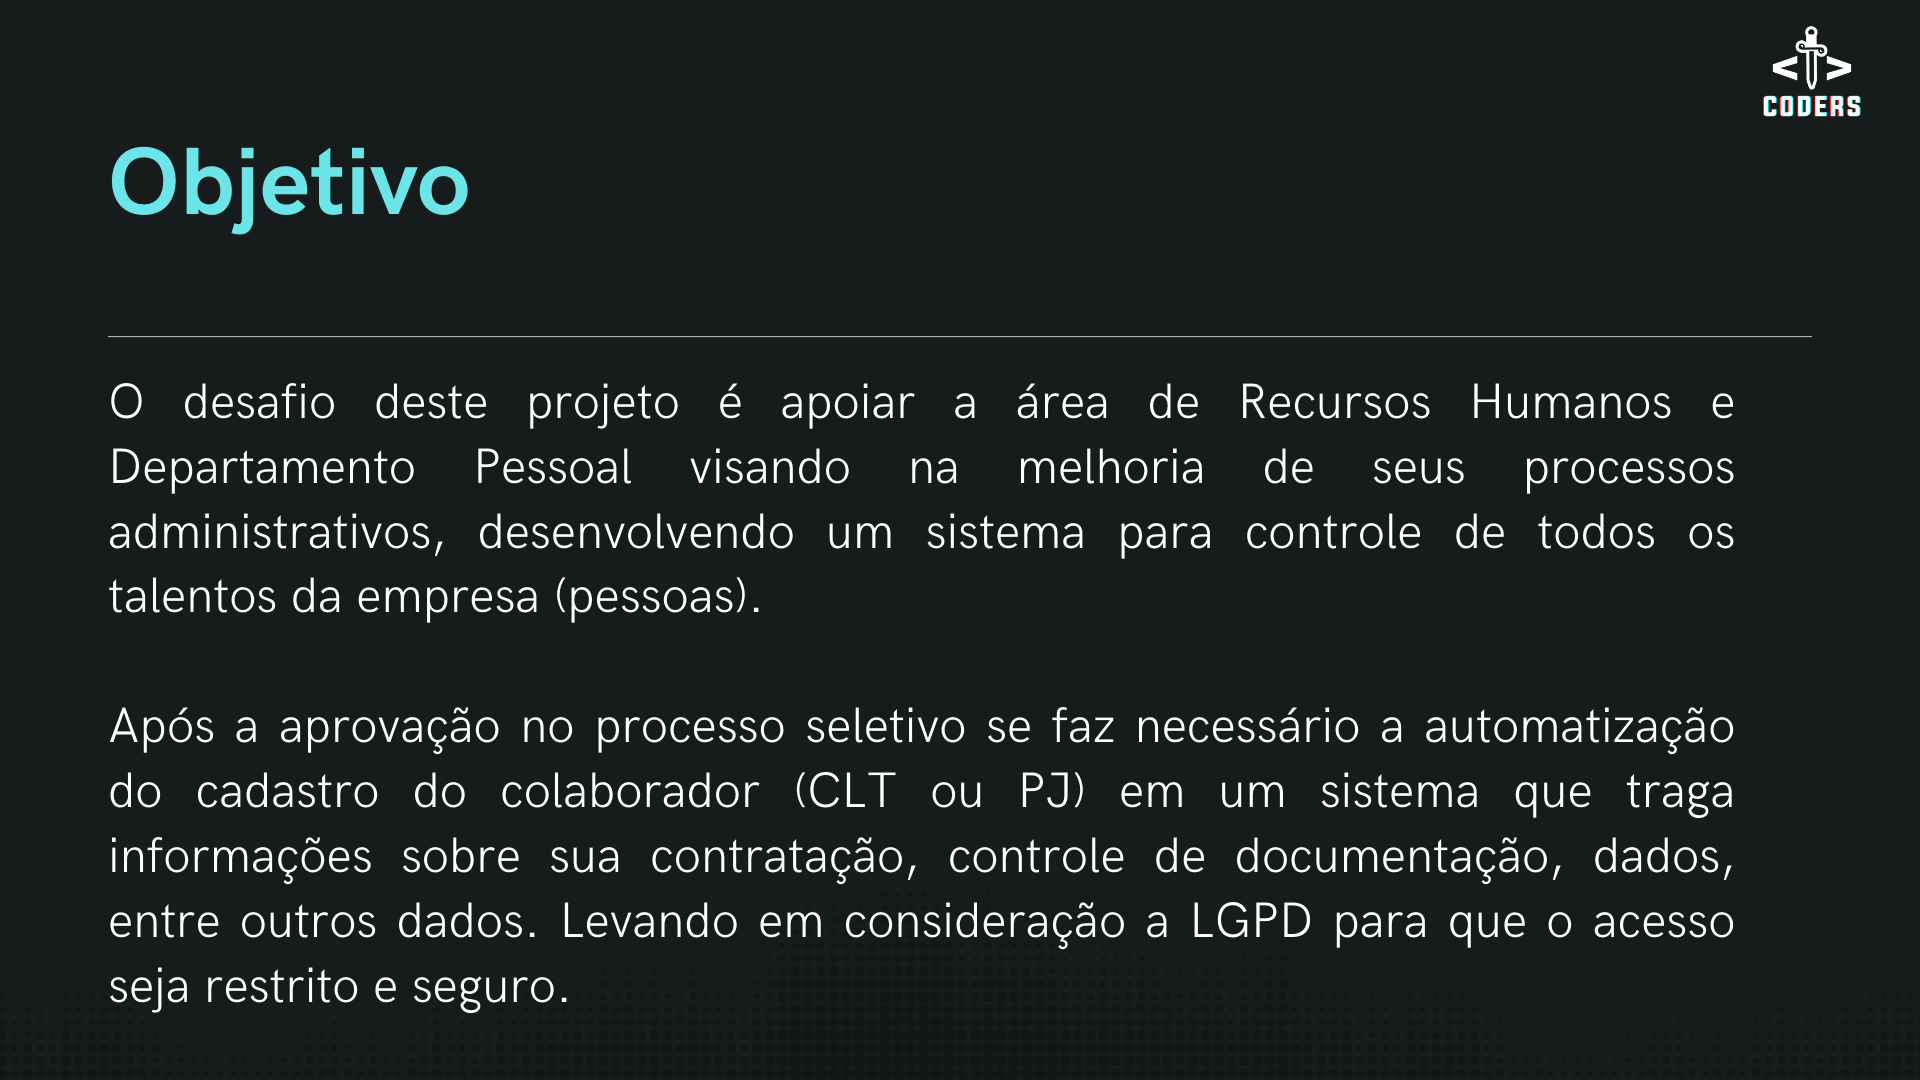 CODERS
Objetivo
O desafio deste projeto é apoiar a área de Recursos Humanos e
Departamento Pessoal visando na melhoria de seus processos
administrativos, desenvolvendo um sistema para controle de todos os
talentos da empresa (pessoas).
Após a aprovação no processo seletivo se faz necessário a automatização
do cadastro do colaborador (CLT ou PJ) em um sistema que traga
informações sobre sua contratação, controle de documentação, dados,
entre outros dados. Levando em consideração a LGPD para que o acesso
seja restrito e seguro.